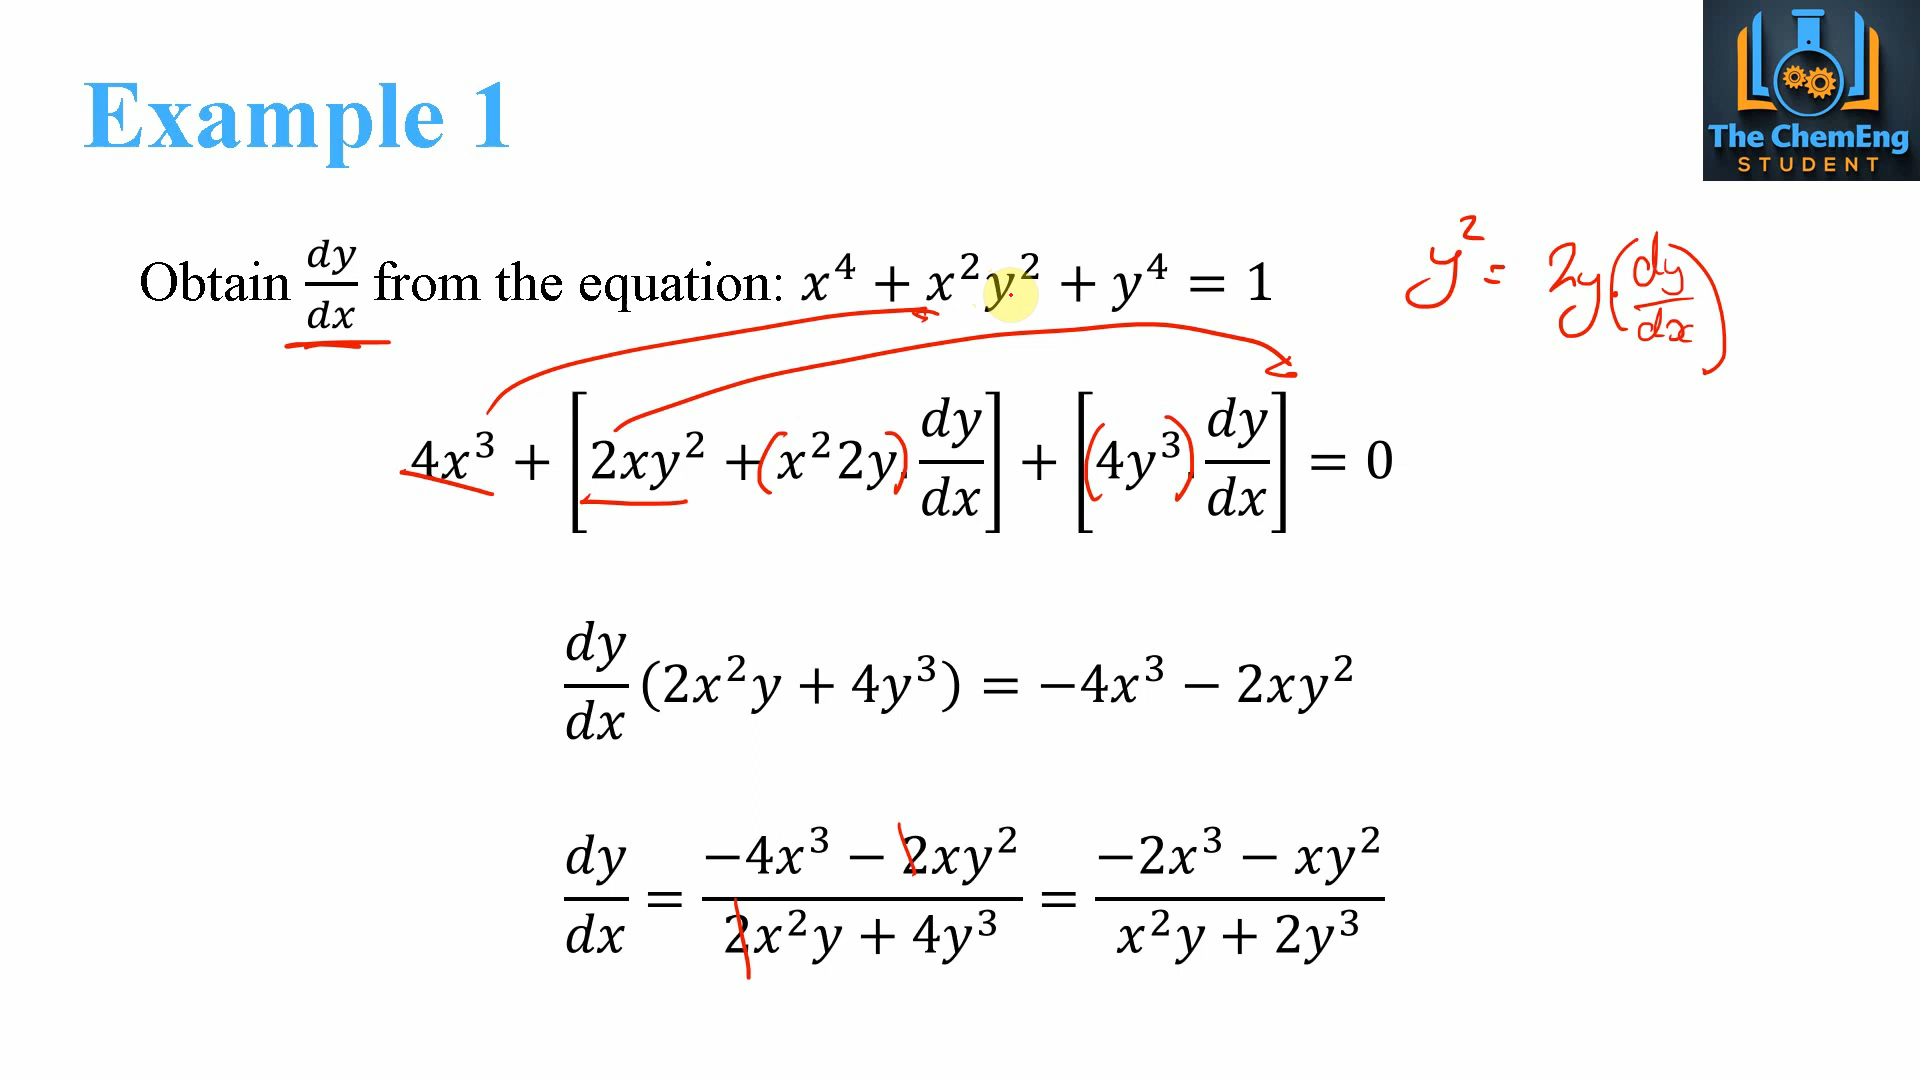 The ChemEng
STUDENT
Example 1
Obtain dy/dx from the equation: x⁴ + x²y² + y⁴ = 1
y² = 2y.(dy/dx)
4x³ + [2xy² + (x²2y).dy/dx] + [(4y³).dy/dx] = 0
dy/dx (2x²y + 4y³) = −4x³ − 2xy²
dy/dx = (−4x³ − 2xy²)/(2x²y + 4y³) = (−2x³ − xy²)/(x²y + 2y³)